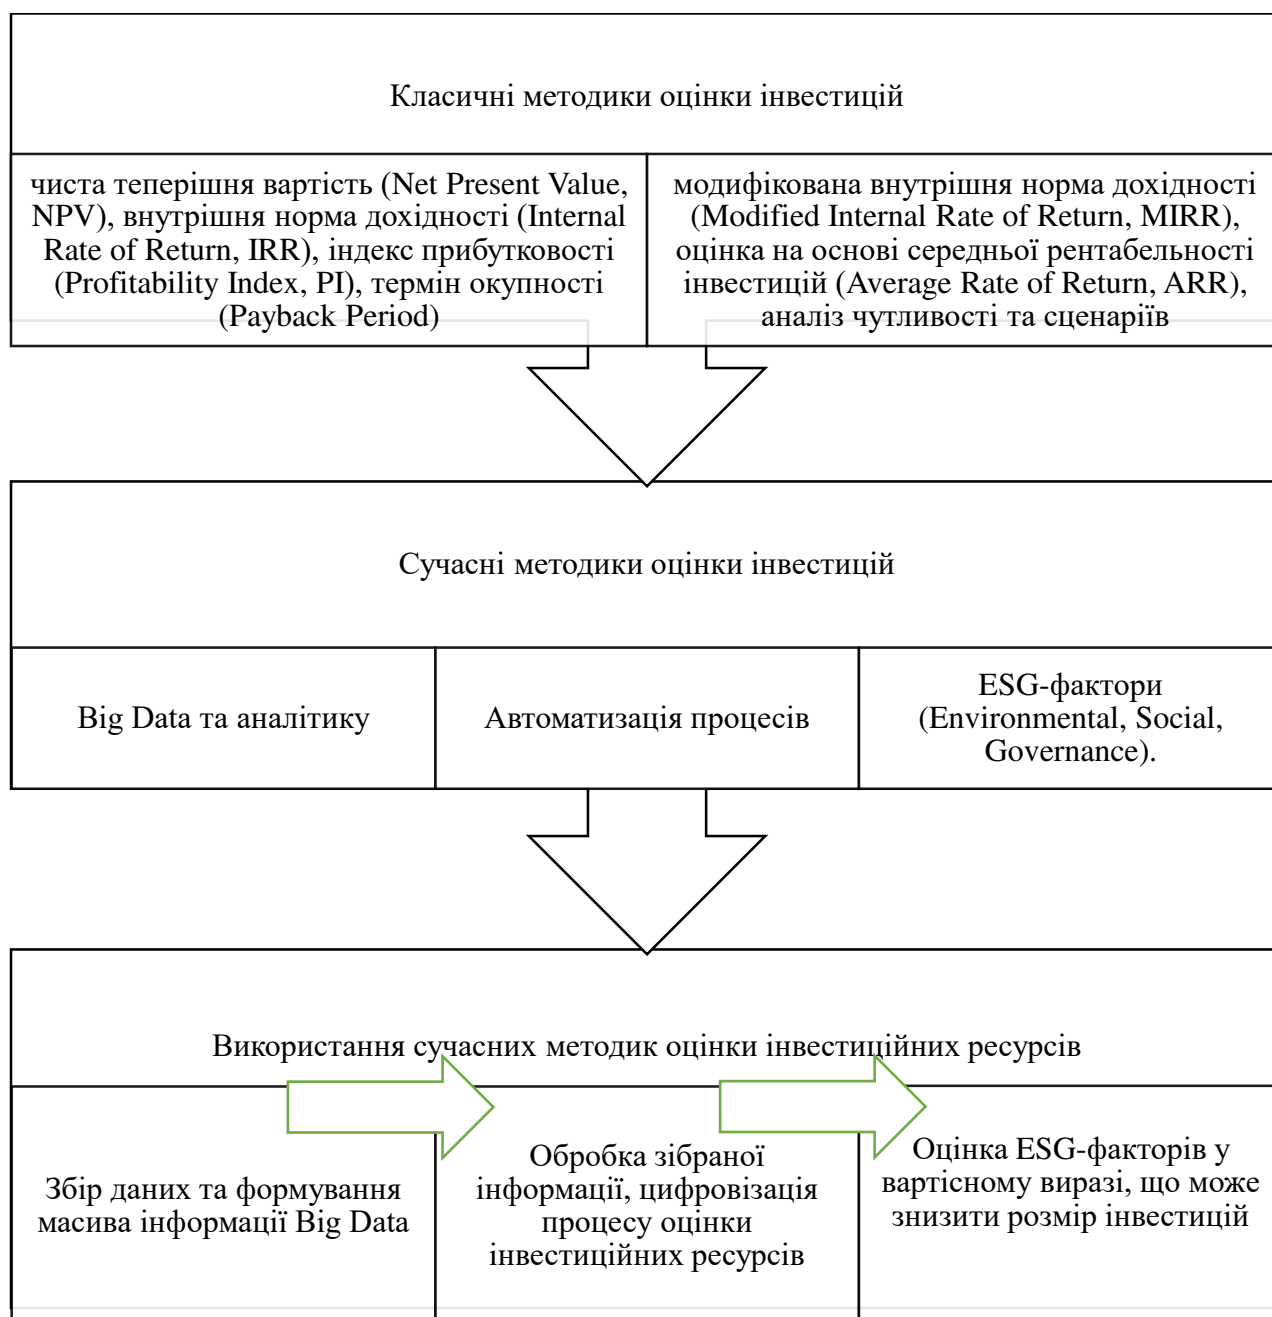 Класичні методики оцінки інвестицій
чиста теперішня вартість (Net Present Value,
NPV), внутрішня норма дохідності (Internal
Rate of Return, IRR), індекс прибутковості
(Profitability Index, PI), термін окупності
(Payback Period)
модифікована внутрішня норма дохідності
(Modified Internal Rate of Return, MIRR),
оцінка на основі середньої рентабельності
інвестицій (Average Rate of Return, ARR),
аналіз чутливості та сценаріїв
Сучасні методики оцінки інвестицій
Big Data та аналітику
Автоматизація процесів
ESG-фактори
(Environmental, Social,
Governance).
Використання сучасних методик оцінки інвестиційних ресурсів
Збір даних та формування
масива інформації Big Data
Обробка зібраної
інформації, цифровізація
процесу оцінки
інвестиційних ресурсів
Оцінка ESG-факторів у
вартісному виразі, що може
знизити розмір інвестицій